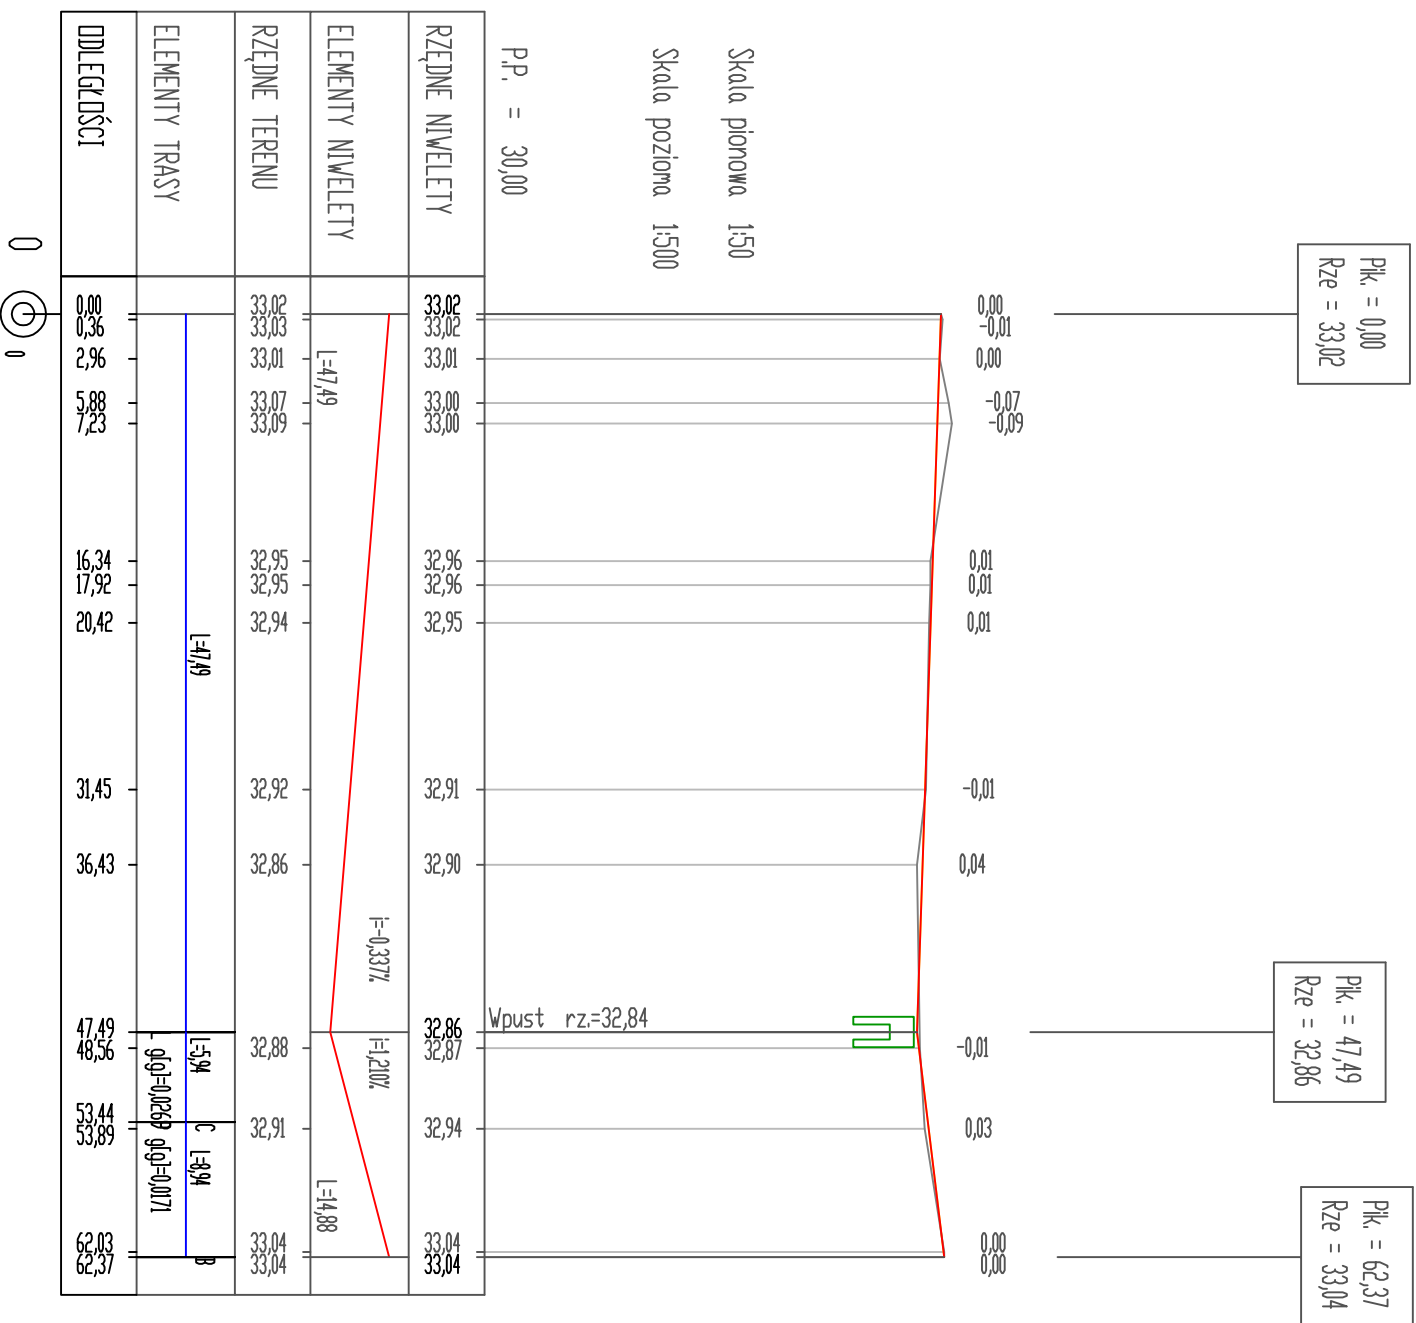 Pik. = 0,00
Rze = 33,02
Pik. = 47,49
Rze = 32,86
Pik. = 62,37
Rze = 33,04
Skala pionowa 1:50
Skala pozioma 1:500
P.P. = 30,00
0,00
-0,01
0,00
-0,07
-0,09
0,01
0,01
0,01
-0,01
0,04
-0,01
0,03
0,00
0,00
Wpust rz.=32,84
RZĘDNE NIWELETY
33,02
33,02
33,01
33,00
33,00
32,96
32,96
32,95
32,91
32,90
32,86
32,87
32,94
33,04
33,04
ELEMENTY NIWELETY
L=47,49
i=-0,337%
i=1,210%
L=14,88
RZĘDNE TERENU
33,02
33,03
33,01
33,07
33,09
32,95
32,95
32,94
32,92
32,86
32,88
32,91
33,04
33,04
ELEMENTY TRASY
L=47,49
L=5,94
C
L=8,94
B
g[g]=0,0171
ODLEGŁOŚCI
0,00
0,36
2,96
5,88
7,23
16,34
17,92
20,42
31,45
36,43
47,49
48,56
53,44
53,89
62,03
62,37
0
0